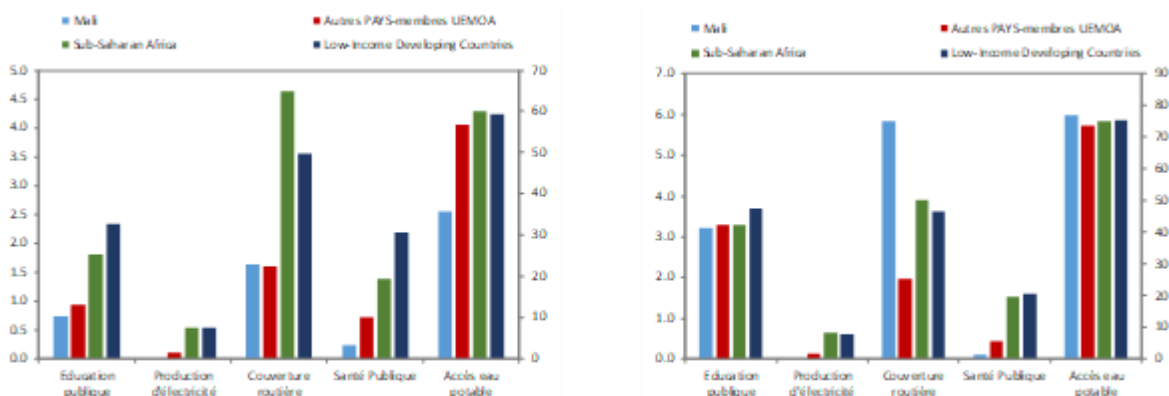 Mali
Autres PAYS-membres UEMOA
Sub-Saharan Africa
Low-Income Developing Countries
5.0
4.5
4.0
3.5
3.0
2.5
2.0
1.5
1.0
0.5
0.0
70
60
50
40
30
20
10
0
Education publique
Production d'électricité
Couverture routière
Santé Publique
Accès eau potable
Mali
Autres PAYS-membres UEMOA
Sub-Saharan Africa
Low-Income Developing Countries
7.0
6.0
5.0
4.0
3.0
2.0
1.0
0.0
90
80
70
60
50
40
30
20
10
0
Education publique
Production d'électricité
Couverture routière
Santé Publique
Accès eau potable